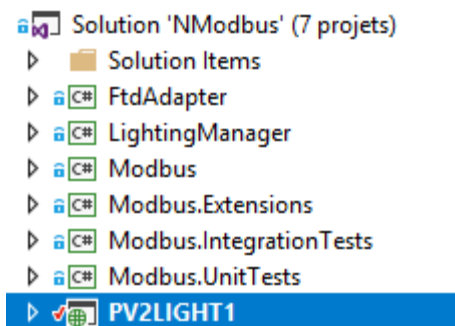 Solution 'NModbus' (7 projets)
Solution Items
C# FtdAdapter
C# LightingManager
C# Modbus
C# Modbus.Extensions
C# Modbus.IntegrationTests
C# Modbus.UnitTests
PV2LIGHT1